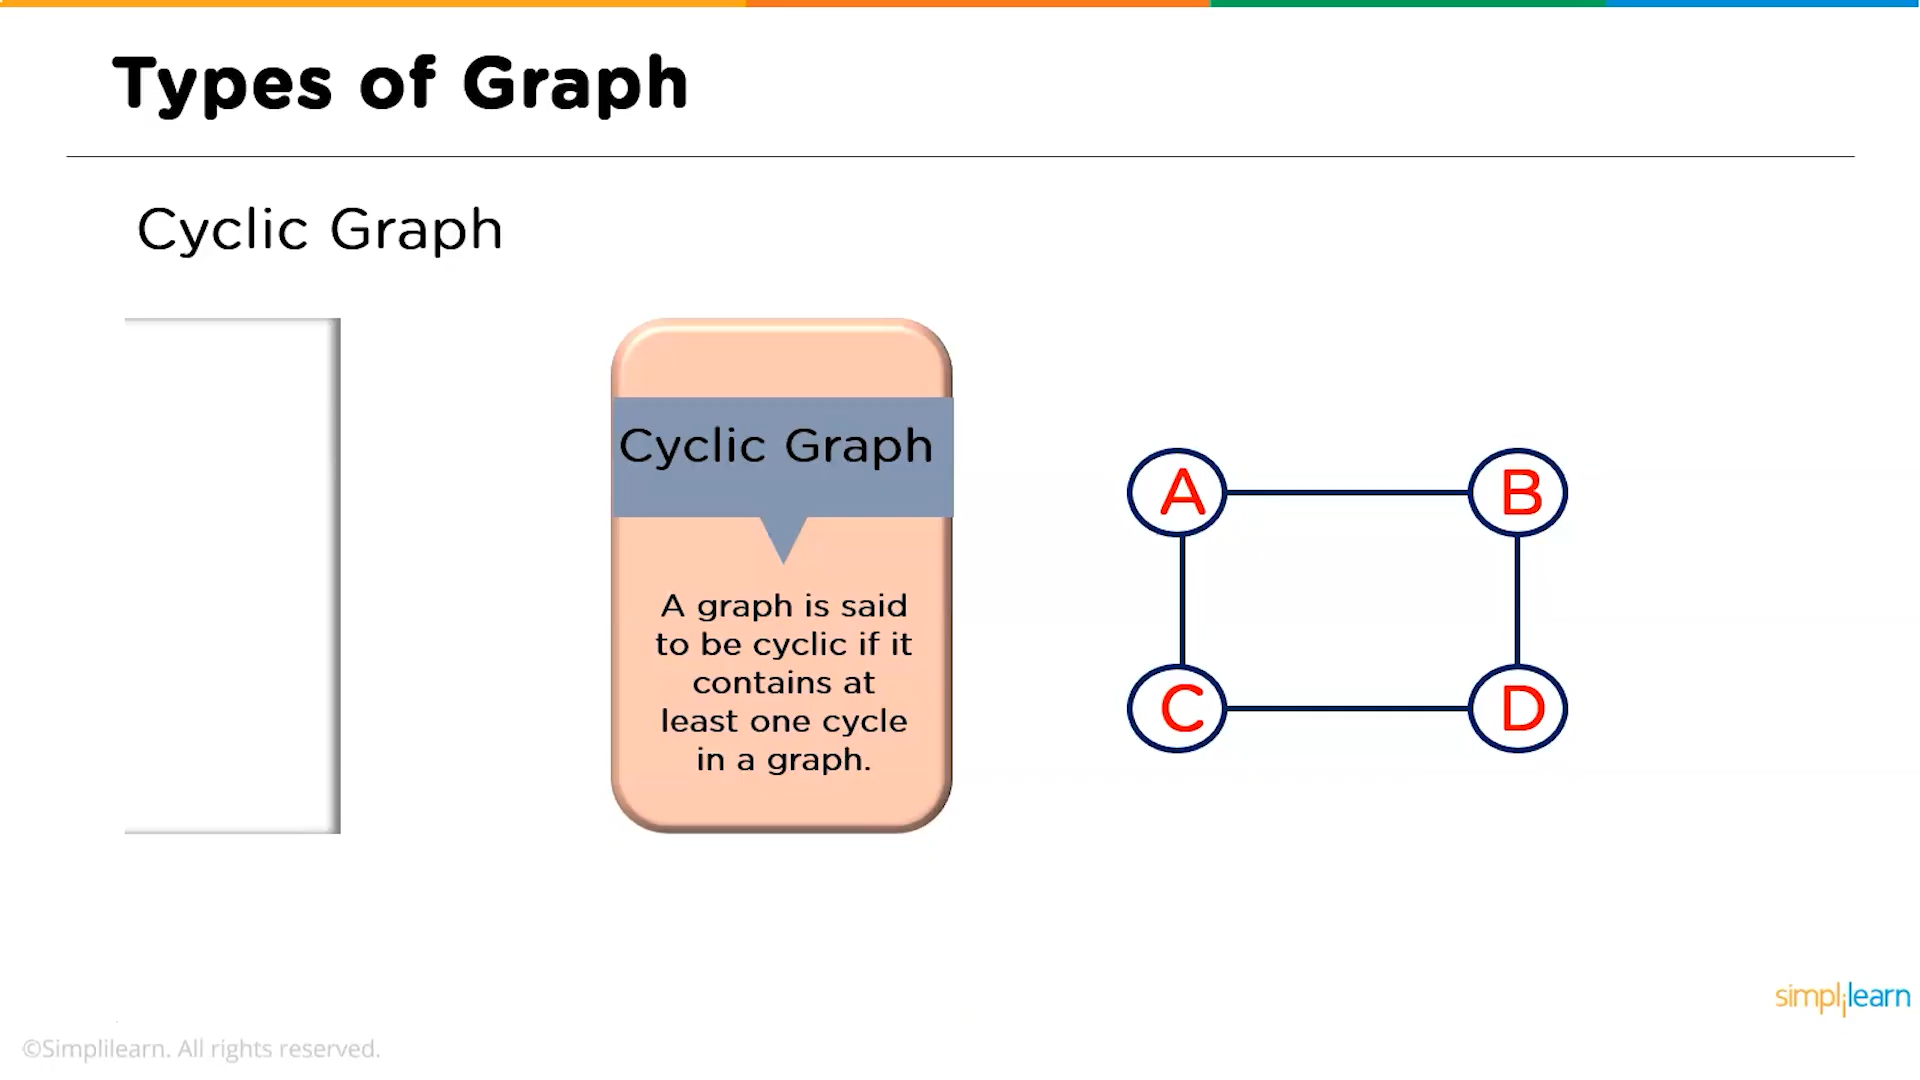 Types of Graph
Cyclic Graph
Cyclic Graph
A graph is said
to be cyclic if it
contains at
least one cycle
in a graph.
A
B
C
D
simplilearn
©Simplilearn. All rights reserved.